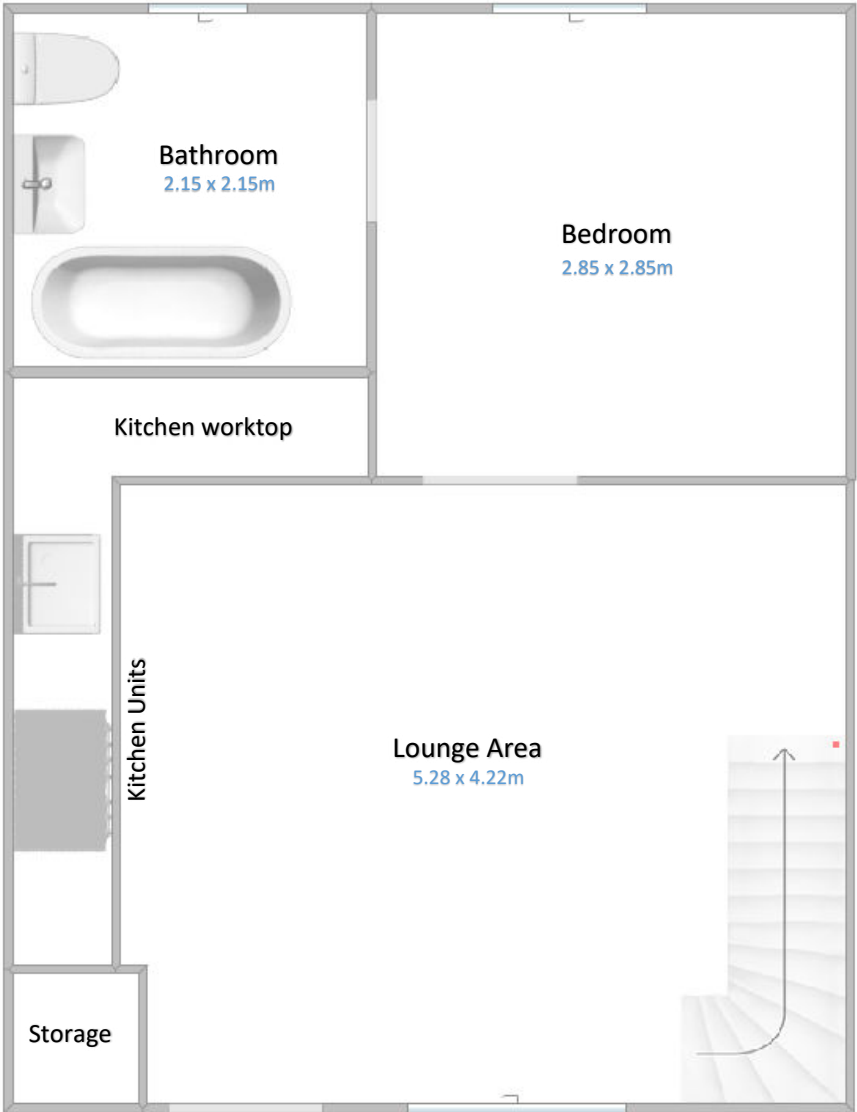 Bathroom
2.15 x 2.15m
Bedroom
2.85 x 2.85m
Kitchen worktop
Kitchen Units
Lounge Area
5.28 x 4.22m
Storage